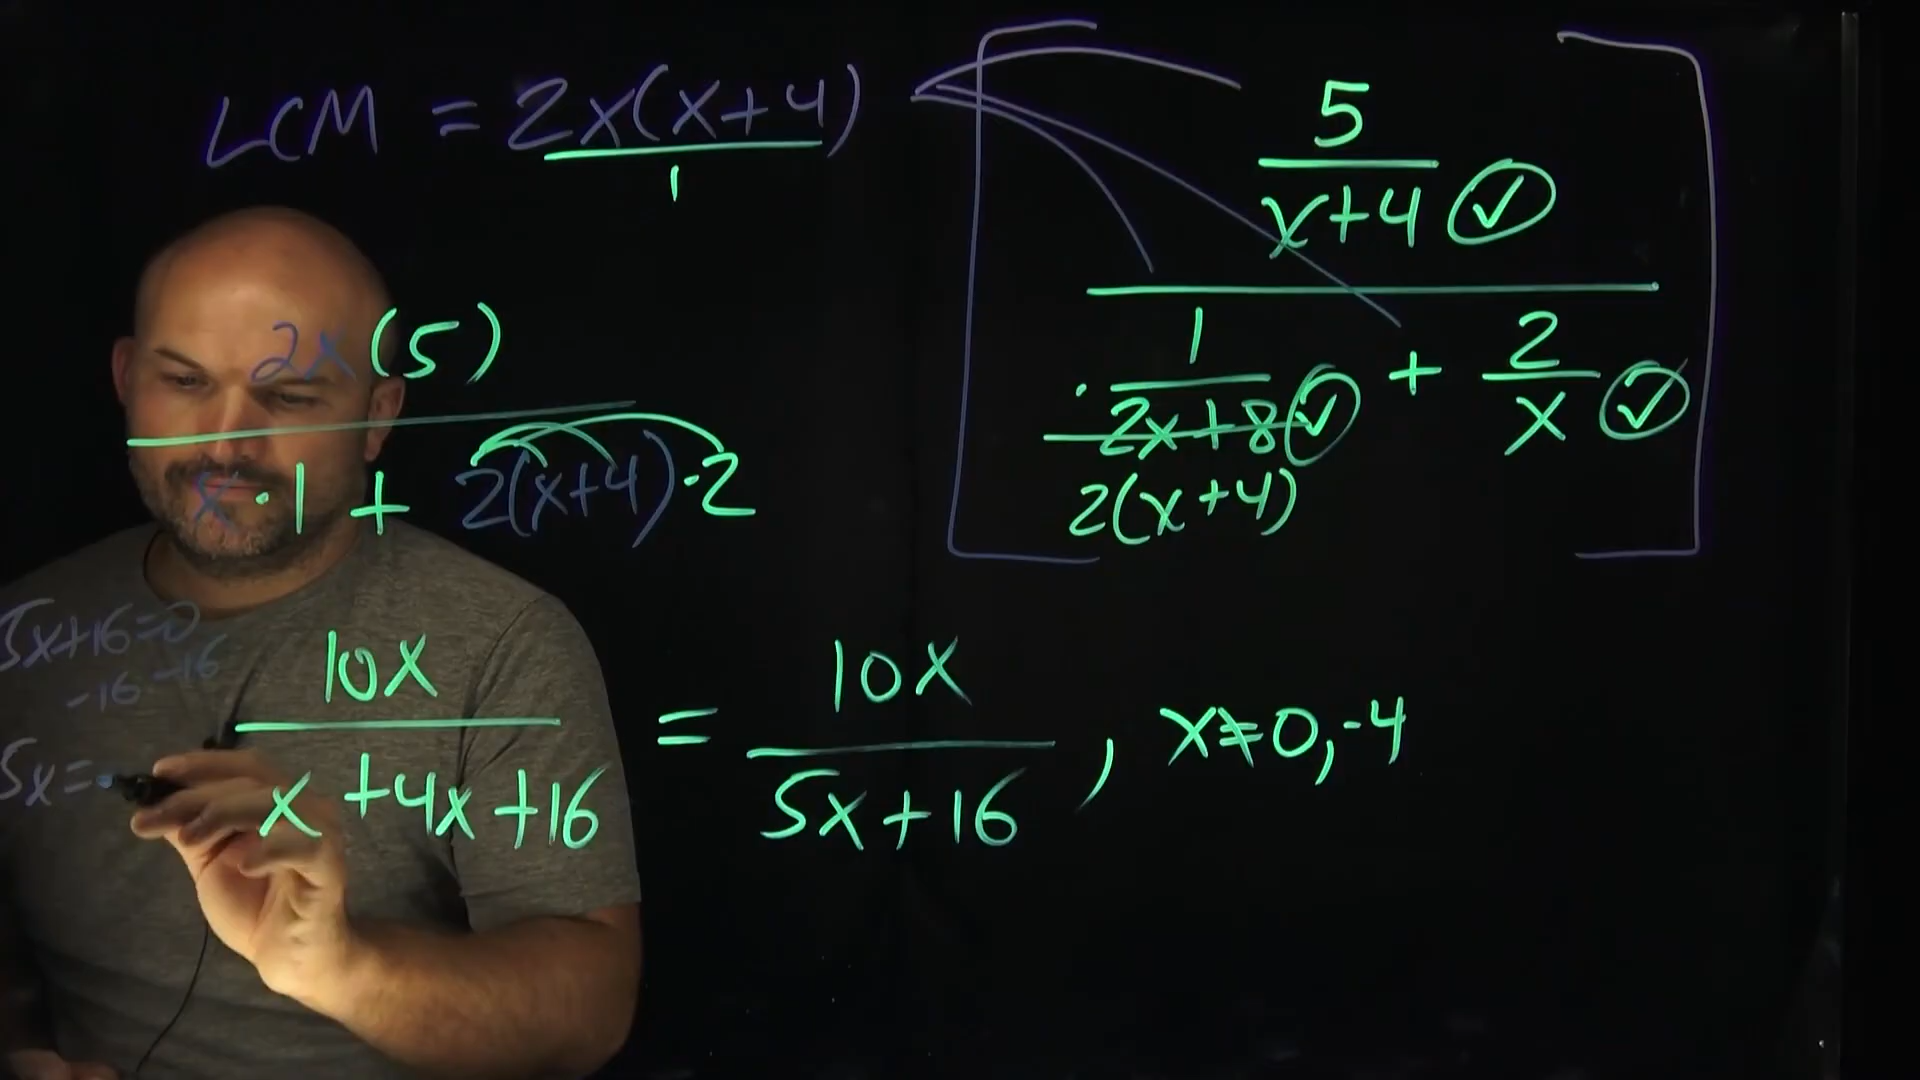 LCM = 2x(x+4)
1
5
x+4 ✓
1
2x+8 ✓
2(x+4)
+
2
x ✓
2x(5)
x·1 + 2(x+4)·2
5x+16=0
-16 -16
5x=-
10x
x+4x+16
=
10x
5x+16
, x≠0,-4